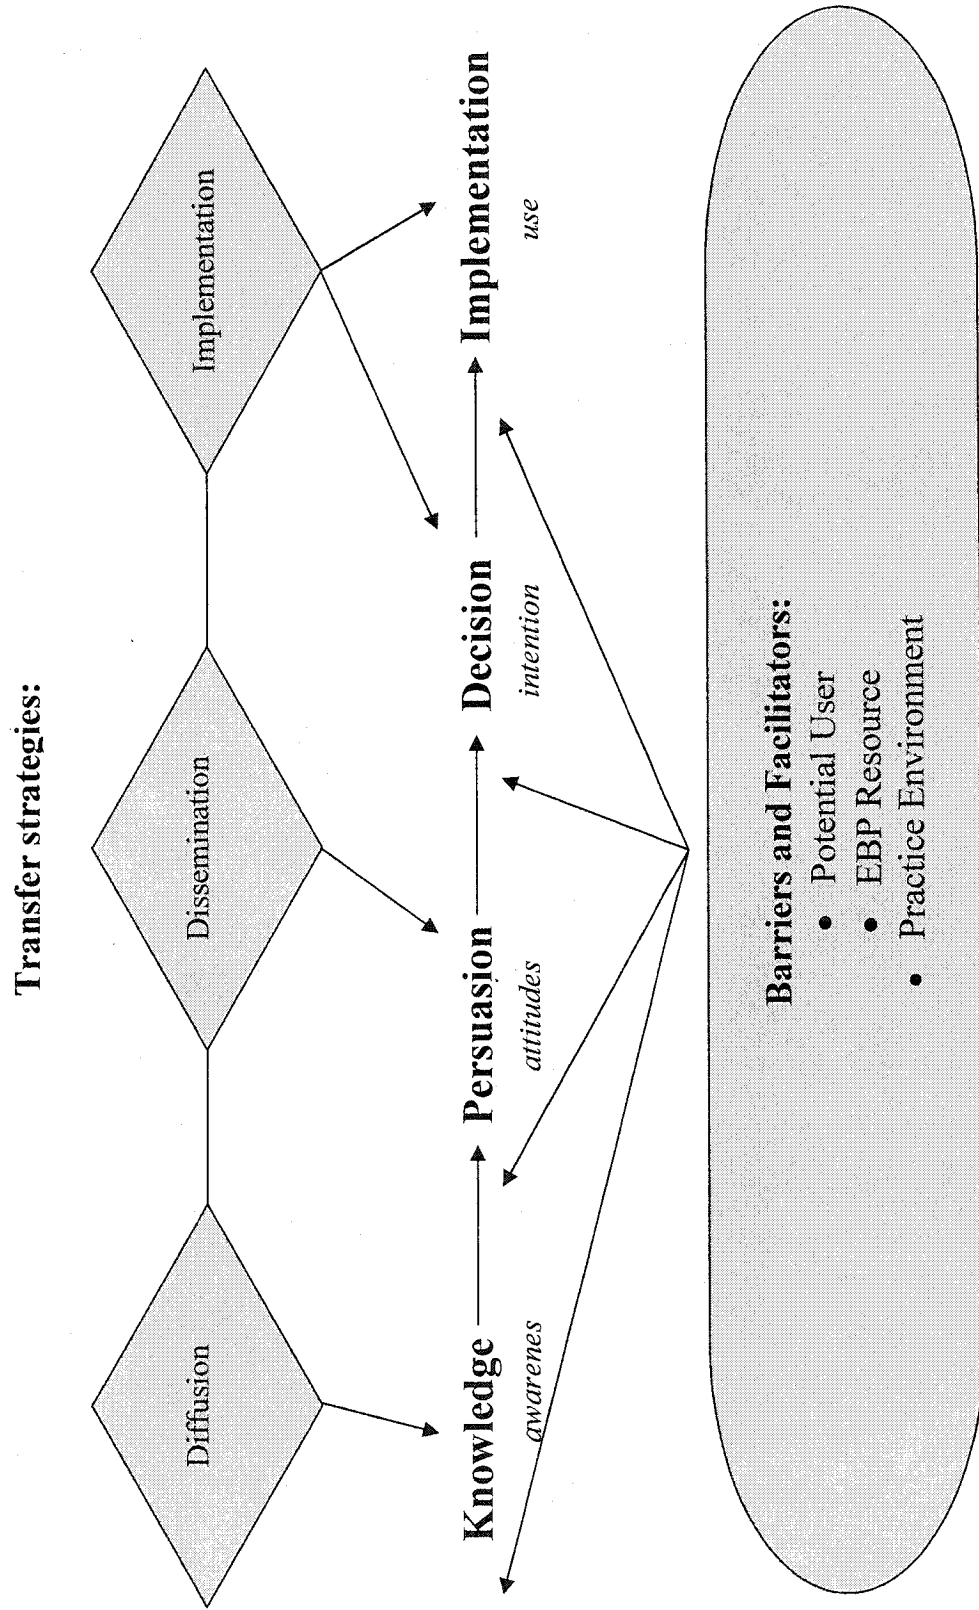 Transfer strategies:
Diffusion
Dissemination
Implementation
Knowledge
Persuasion
Decision
Implementation
awarenes
attitudes
intention
use
Barriers and Facilitators:
• Potential User
• EBP Resource
• Practice Environment